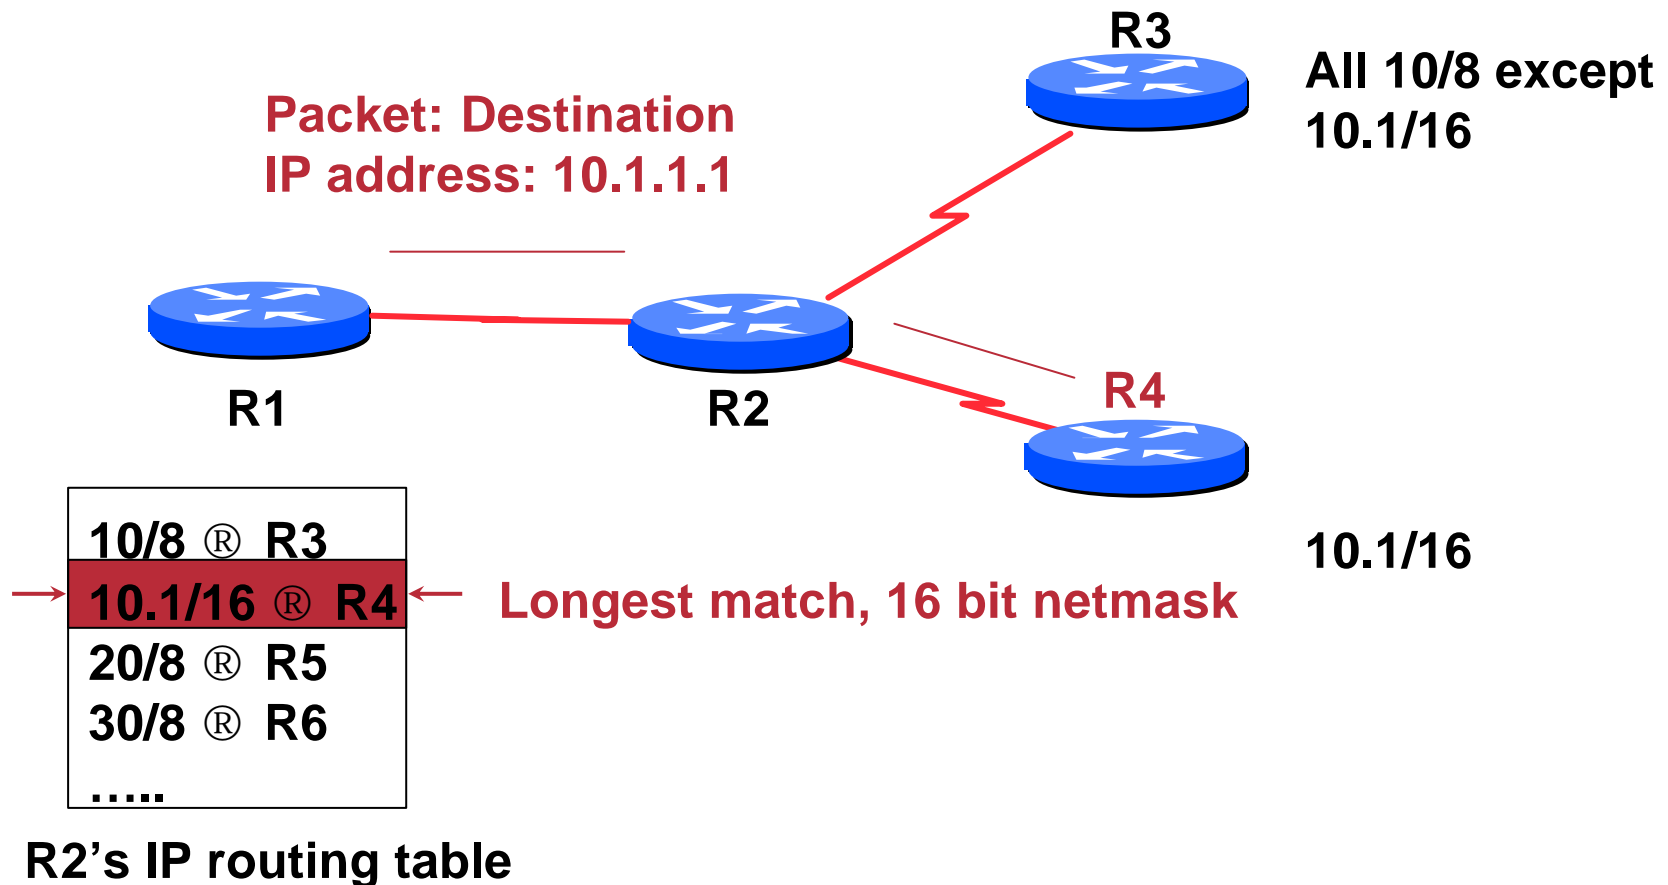 R3
All 10/8 except
10.1/16
Packet: Destination
IP address: 10.1.1.1
R1
R2
R4
10.1/16
10/8 ® R3
10.1/16 ® R4
Longest match, 16 bit netmask
20/8 ® R5
30/8 ® R6
…..
R2’s IP routing table